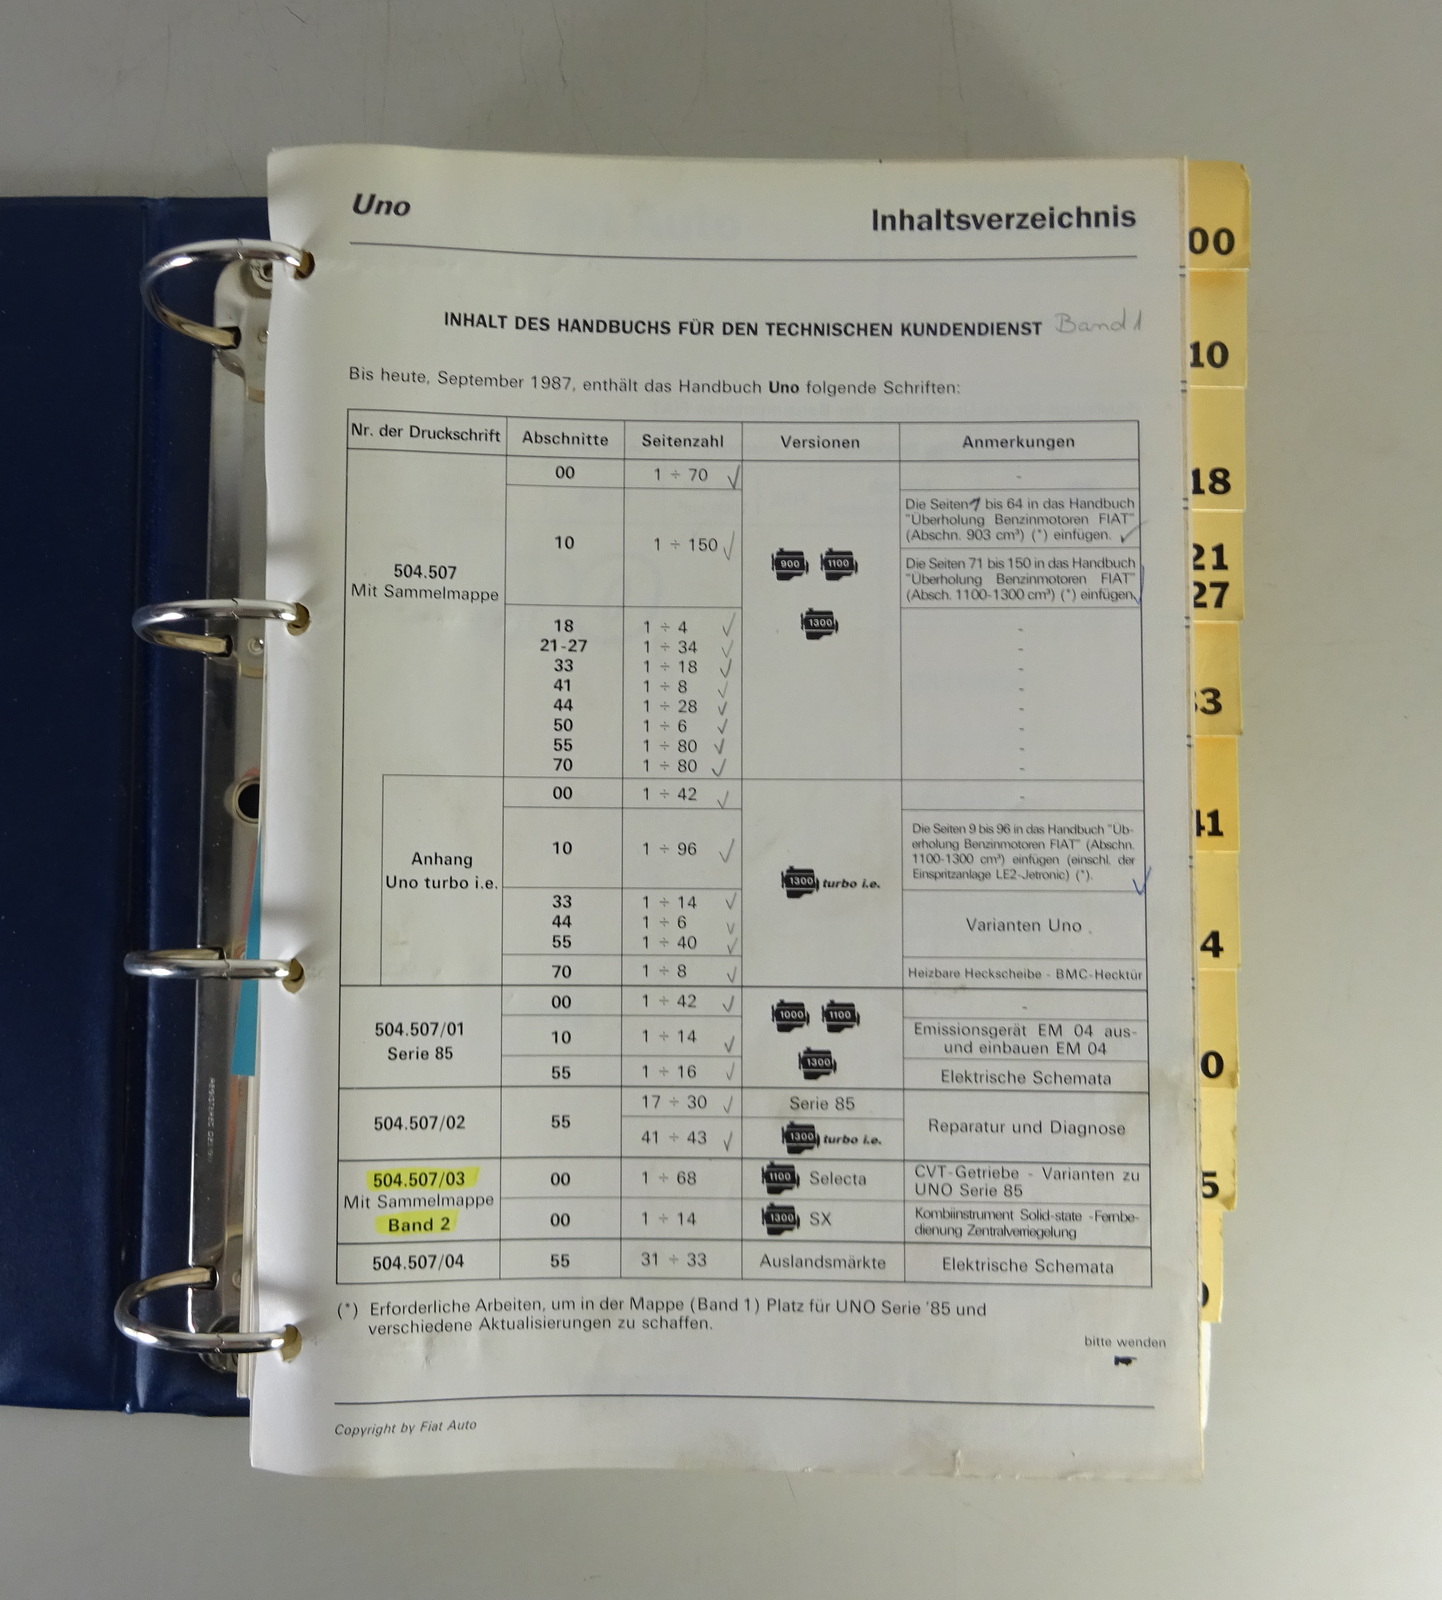 Uno
Inhaltsverzeichnis
INHALT DES HANDBUCHS FÜR DEN TECHNISCHEN KUNDENDIENST Band 1
Bis heute, September 1987, enthält das Handbuch Uno folgende Schriften:
Nr. der Druckschrift Abschnitte Seitenzahl Versionen Anmerkungen
504.507
Mit Sammelmappe
00 1 ÷ 70 -
10 1 ÷ 150
900 1100
1300
Die Seiten 1 bis 64 in das Handbuch
"Überholung Benzinmotoren FIAT"
(Abschn. 903 cm³) (*) einfügen.
Die Seiten 71 bis 150 in das Handbuch
"Überholung Benzinmotoren FIAT"
(Absch. 1100-1300 cm³) (*) einfügen.
18 1 ÷ 4 -
21-27 1 ÷ 34 -
33 1 ÷ 18 -
41 1 ÷ 8 -
44 1 ÷ 28 -
50 1 ÷ 6 -
55 1 ÷ 80 -
70 1 ÷ 80 -
Anhang
Uno turbo i.e.
00 1 ÷ 42 -
10 1 ÷ 96
1300 turbo i.e.
Die Seiten 9 bis 96 in das Handbuch "Üb-
erholung Benzinmotoren FIAT" (Abschn.
1100-1300 cm³) einfügen (einschl. der
Einspritzanlage LE2-Jetronic) (*).
33 1 ÷ 14
44 1 ÷ 6 Varianten Uno
55 1 ÷ 40
70 1 ÷ 8 Heizbare Heckscheibe - BMC-Hecktür
504.507/01
Serie 85
00 1 ÷ 42 1000 1100 -
10 1 ÷ 14 1300 Emissionsgerät EM 04 aus-
und einbauen EM 04
55 1 ÷ 16 Elektrische Schemata
504.507/02 55 17 ÷ 30 Serie 85 Reparatur und Diagnose
41 ÷ 43 1300 turbo i.e.
504.507/03
Mit Sammelmappe
Band 2
00 1 ÷ 68 1100 Selecta CVT-Getriebe - Varianten zu
UNO Serie 85
00 1 ÷ 14 1300 SX Kombiinstrument Solid-state -Fernbe-
dienung Zentralverriegelung
504.507/04 55 31 ÷ 33 Auslandsmärkte Elektrische Schemata
(*) Erforderliche Arbeiten, um in der Mappe (Band 1) Platz für UNO Serie '85 und
verschiedene Aktualisierungen zu schaffen.
bitte wenden
Copyright by Fiat Auto
00
10
18
21
27
33
41
4
0
5